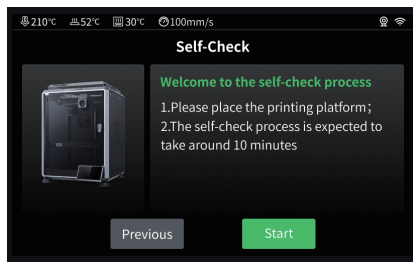 210℃ 52℃ 30℃ 100mm/s
Self-Check
Welcome to the self-check process
1.Please place the printing platform;
2.The self-check process is expected to
take around 10 minutes
Previous Start